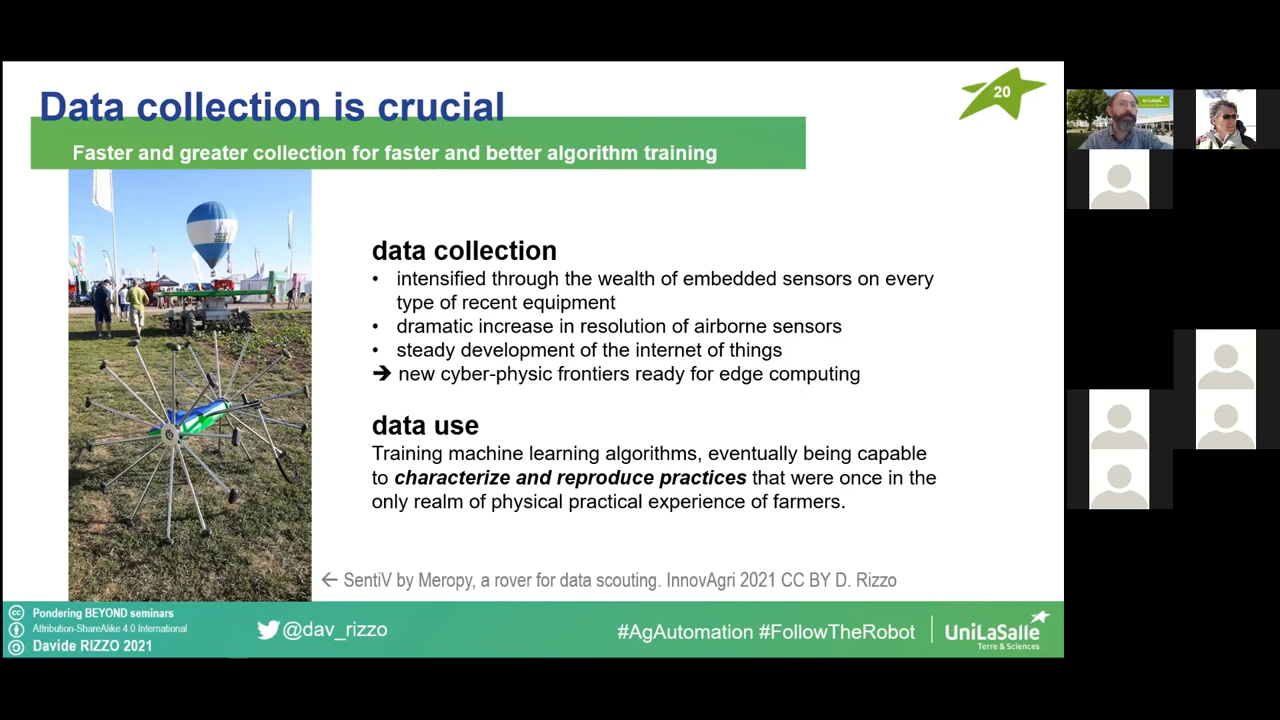 Data collection is crucial
20
Faster and greater collection for faster and better algorithm training
data collection
• intensified through the wealth of embedded sensors on every
type of recent equipment
• dramatic increase in resolution of airborne sensors
• steady development of the internet of things
➔ new cyber-physic frontiers ready for edge computing
data use
Training machine learning algorithms, eventually being capable
to characterize and reproduce practices that were once in the
only realm of physical practical experience of farmers.
← SentiV by Meropy, a rover for data scouting. InnovAgri 2021 CC BY D. Rizzo
Pondering BEYOND seminars
Attribution-ShareAlike 4.0 International
Davide RIZZO 2021
@dav_rizzo
#AgAutomation #FollowTheRobot
UniLaSalle
Terre & Sciences